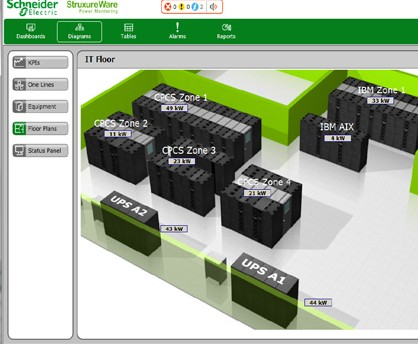 Schneider Electric
StruxureWare
Power Monitoring
0 0 2
Dashboards Diagrams Tables Alarms Reports
KPIs
One Lines
Equipment
Floor Plans
Status Panel
IT Floor
CPCS Zone 1
49 kW
IBM Zone 1
33 kW
CPCS Zone 2
11 kW
IBM AIX
4 kW
CPCS Zone 3
23 kW
CPCS Zone 4
21 kW
UPS A2
43 kW
UPS A1
44 kW